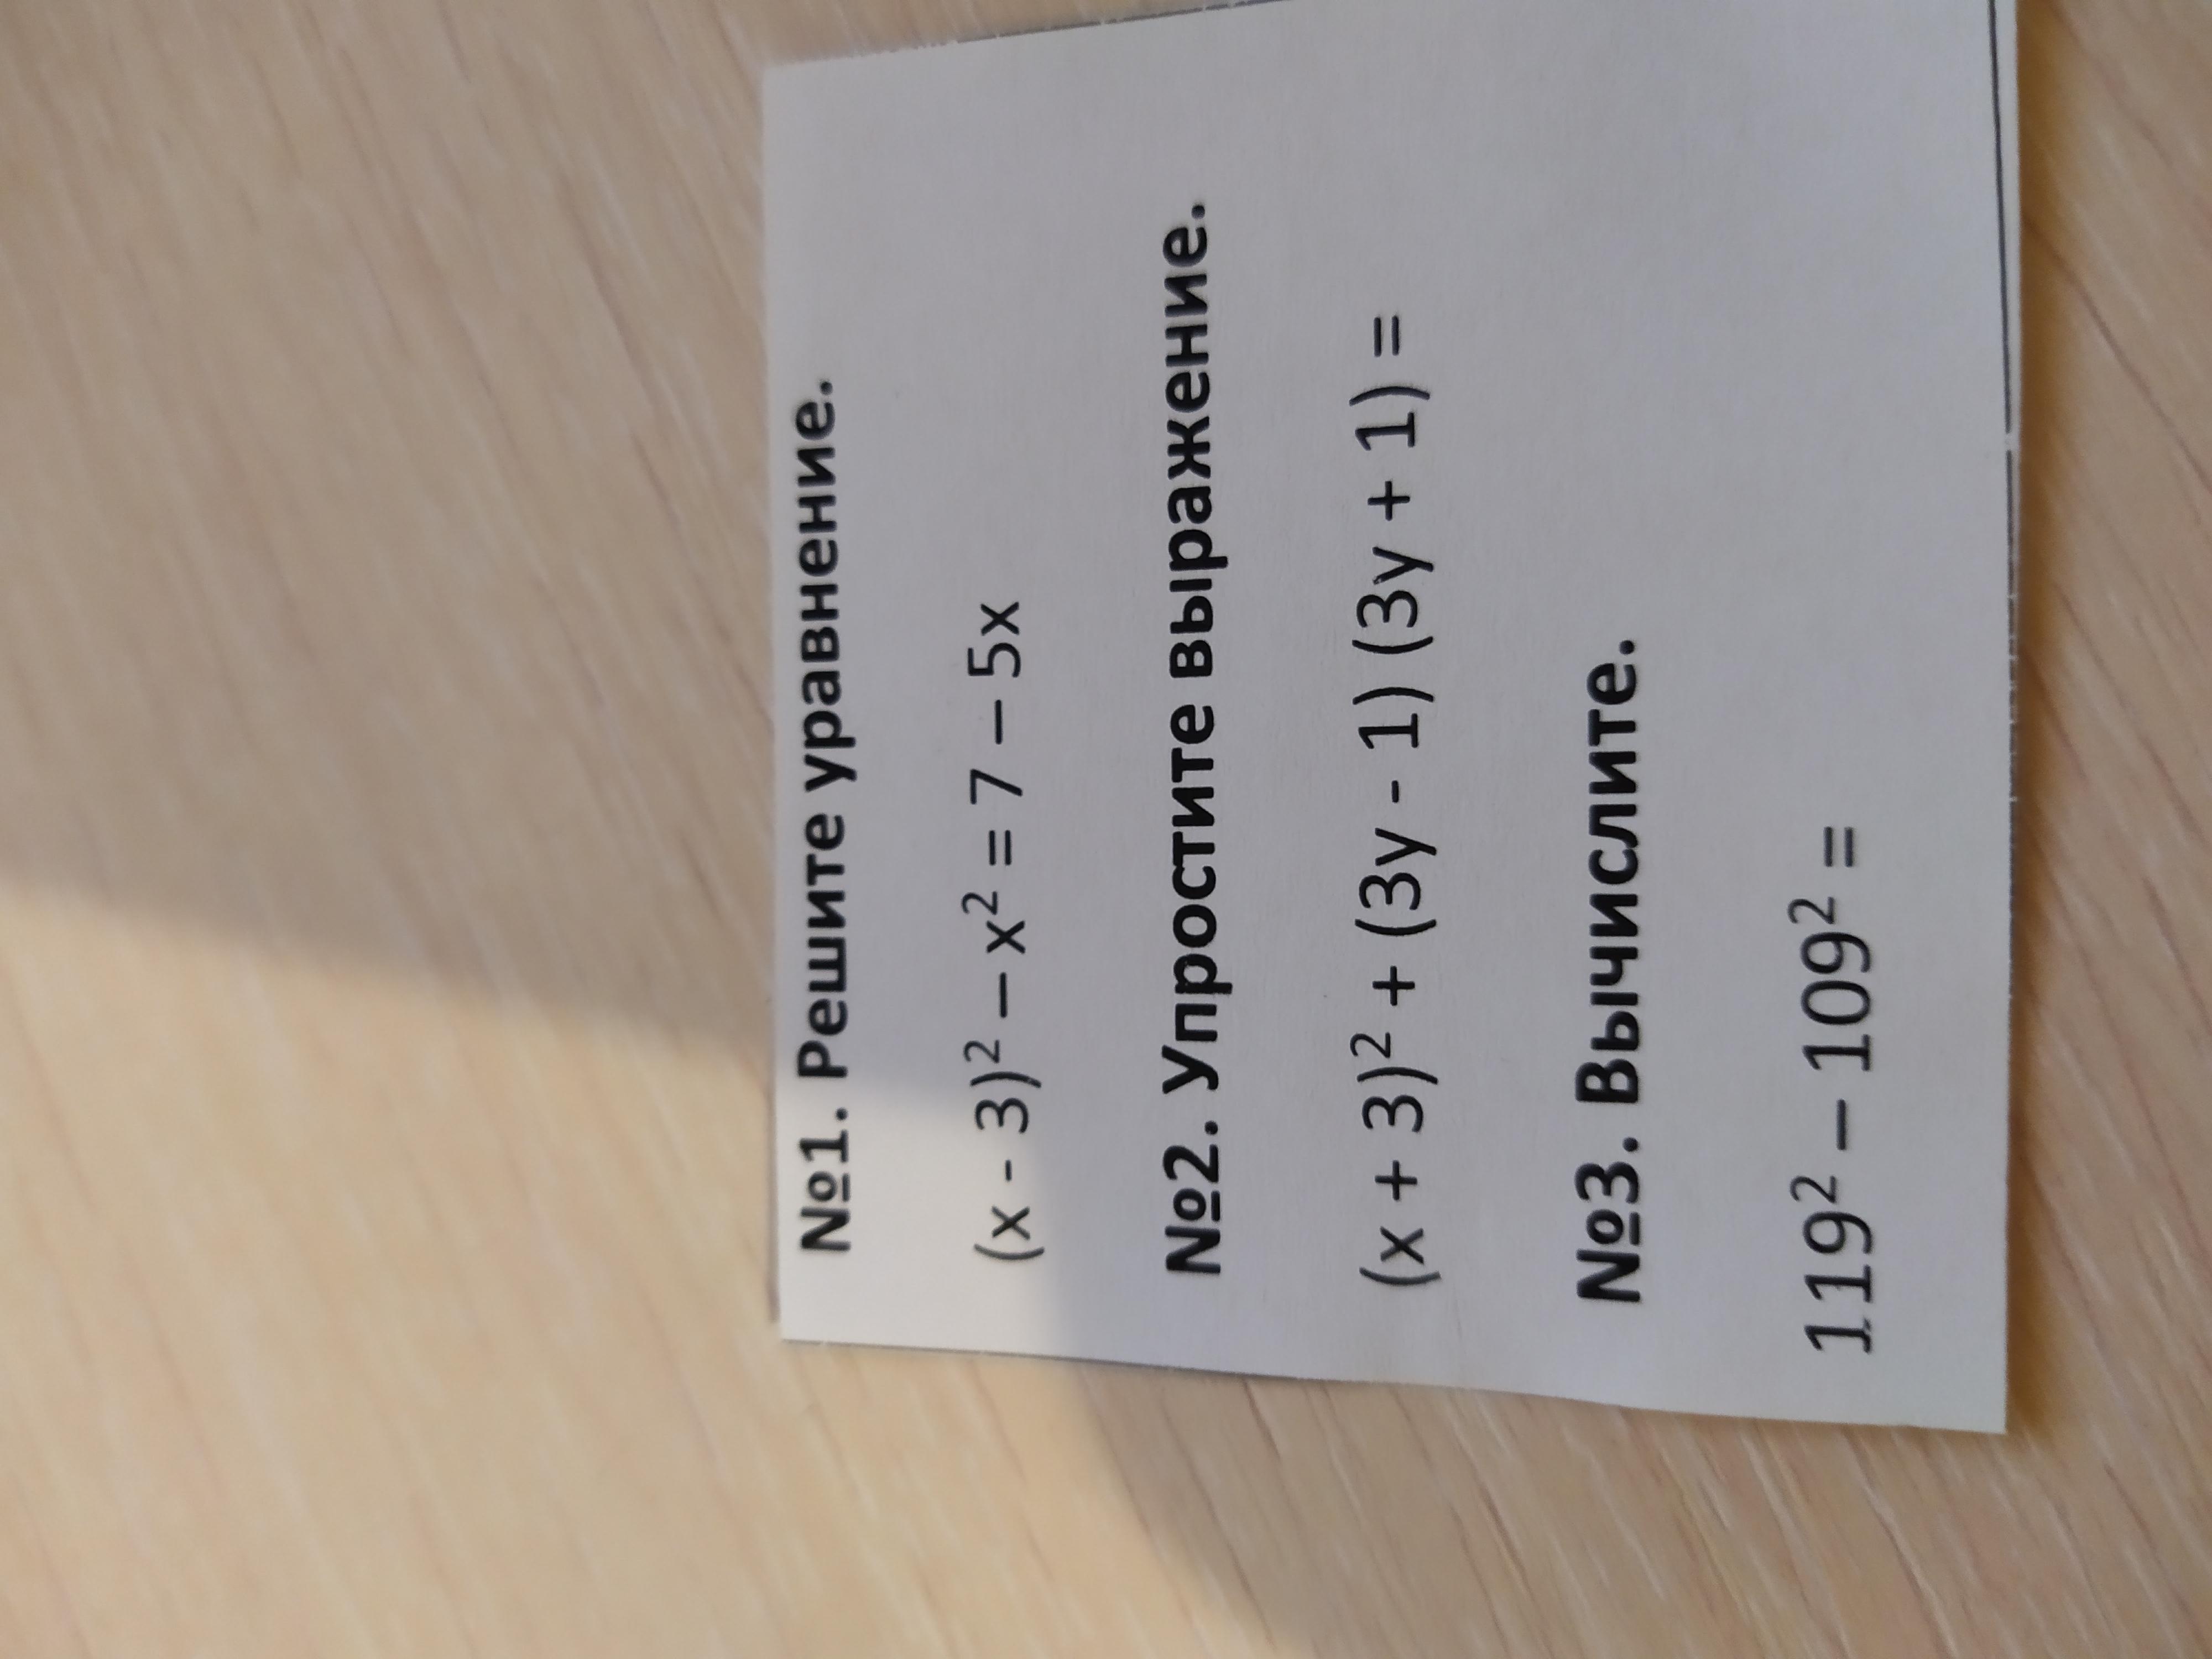 №1. Решите уравнение.
(x - 3)² – x² = 7 – 5x
№2. Упростите выражение.
(x + 3)² + (3y - 1) (3y + 1) =
№3. Вычислите.
119² – 109² =